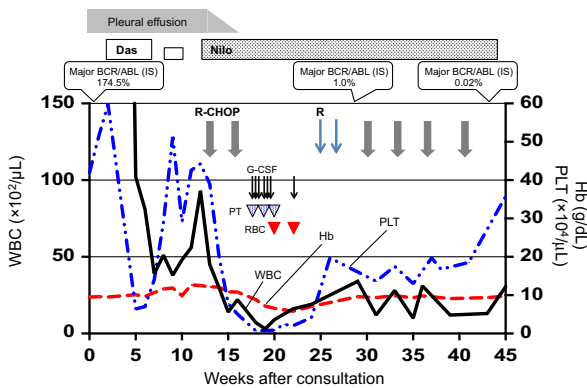 Pleural effusion
Das
Nilo
Major BCR/ABL (IS)
174.5%
Major BCR/ABL (IS)
1.0%
Major BCR/ABL (IS)
0.02%
R-CHOP
R
G-CSF
PT
RBC
WBC
Hb
PLT
WBC (×10²/μL)
150
100
50
0
60
50
40
30
20
10
0
Hb (g/dL)
PLT (×10⁴/μL)
0 5 10 15 20 25 30 35 40 45
Weeks after consultation